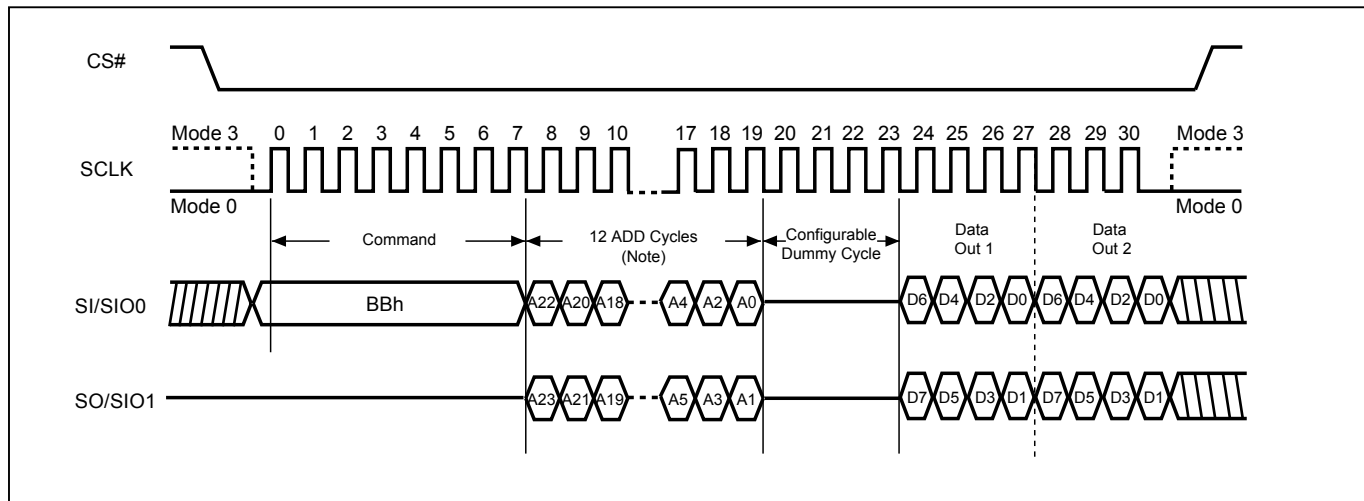 CS#
Mode 3 0 1 2 3 4 5 6 7 8 9 10 17 18 19 20 21 22 23 24 25 26 27 28 29 30 Mode 3
SCLK
Mode 0 Mode 0
Command 12 ADD Cycles Configurable Data Data
(Note) Dummy Cycle Out 1 Out 2
SI/SIO0 BBh A22 A20 A18 A4 A2 A0 D6 D4 D2 D0 D6 D4 D2 D0
SO/SIO1 A23 A21 A19 A5 A3 A1 D7 D5 D3 D1 D7 D5 D3 D1